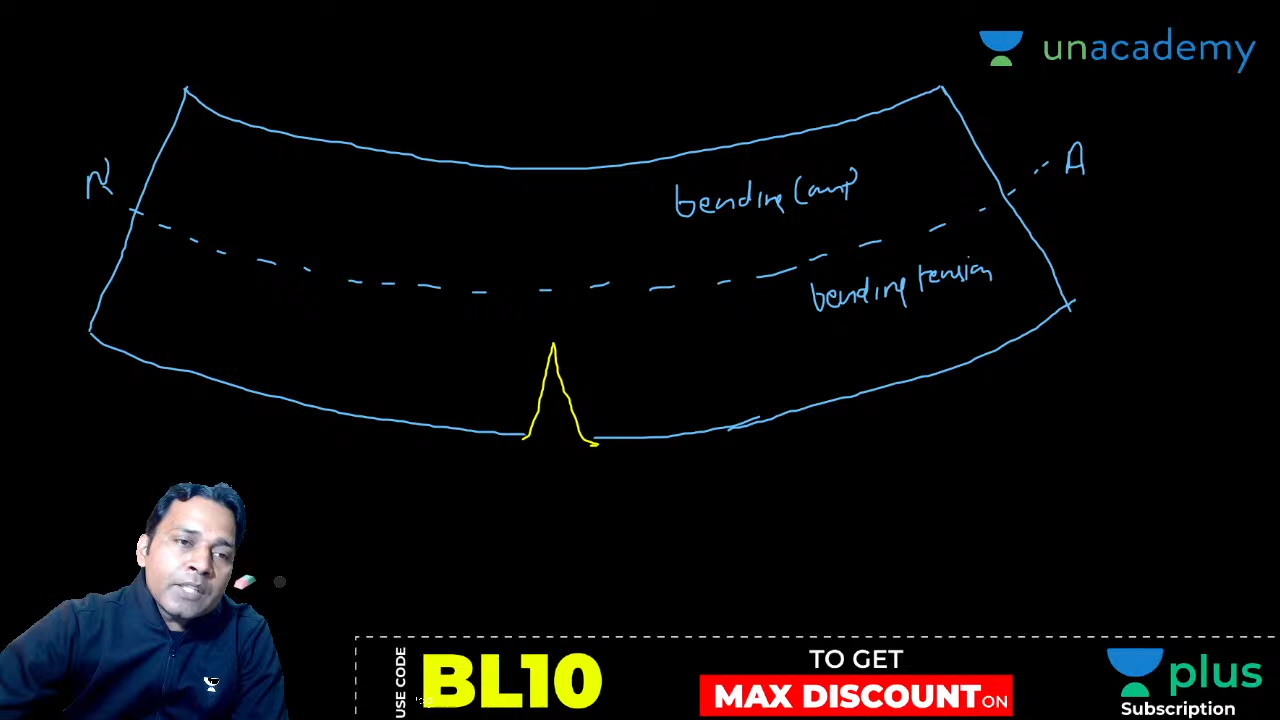 unacademy
N
A
bending comp
bending tension
USE CODE
BL10
TO GET
MAX DISCOUNT ON
plus
Subscription